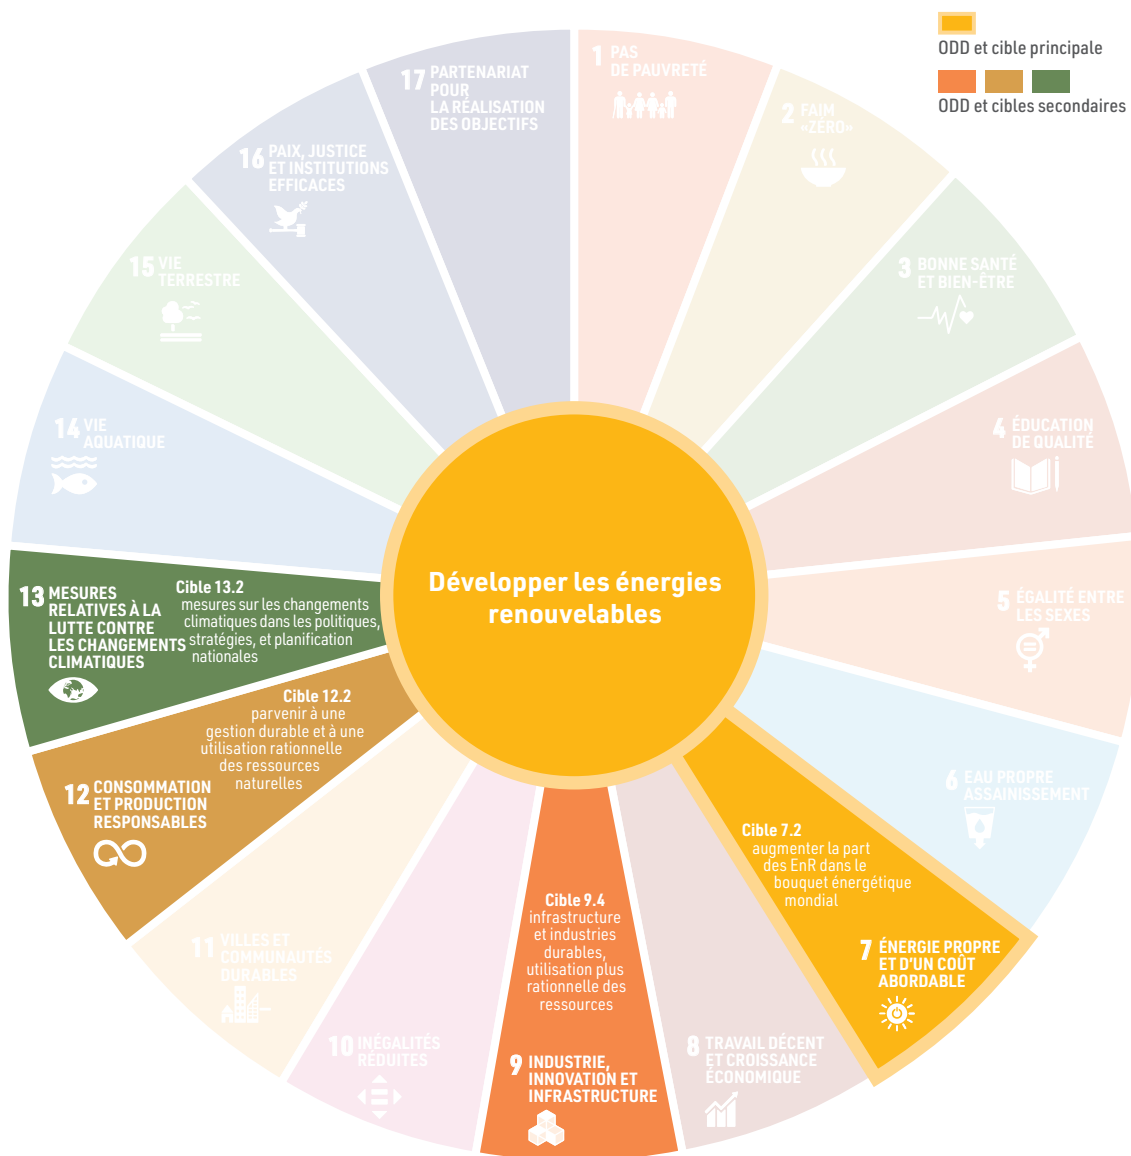 ODD et cible principale
ODD et cibles secondaires
1 PAS
DE PAUVRETÉ
2 FAIM
«ZÉRO»
3 BONNE SANTÉ
ET BIEN-ÊTRE
4 ÉDUCATION
DE QUALITÉ
5 ÉGALITÉ ENTRE
LES SEXES
6 EAU PROPRE
ASSAINISSEMENT
Cible 7.2
augmenter la part
des EnR dans le
bouquet énergétique
mondial
7 ÉNERGIE PROPRE
ET D'UN COÛT
ABORDABLE
8 TRAVAIL DÉCENT
ET CROISSANCE
ÉCONOMIQUE
Cible 9.4
infrastructure
et industries
durables,
utilisation plus
rationnelle des
ressources
9 INDUSTRIE,
INNOVATION ET
INFRASTRUCTURE
10 INÉGALITÉS
RÉDUITES
11 VILLES ET
COMMUNAUTÉS
DURABLES
Cible 12.2
parvenir à une
gestion durable et à une
utilisation rationnelle
des ressources
naturelles
12 CONSOMMATION
ET PRODUCTION
RESPONSABLES
13 MESURES
RELATIVES À LA
LUTTE CONTRE
LES CHANGEMENTS
CLIMATIQUES
Cible 13.2
mesures sur les changements
climatiques dans les politiques,
stratégies, et planification
nationales
14 VIE
AQUATIQUE
15 VIE
TERRESTRE
16 PAIX, JUSTICE
ET INSTITUTIONS
EFFICACES
17 PARTENARIAT
POUR
LA RÉALISATION
DES OBJECTIFS
Développer les énergies
renouvelables